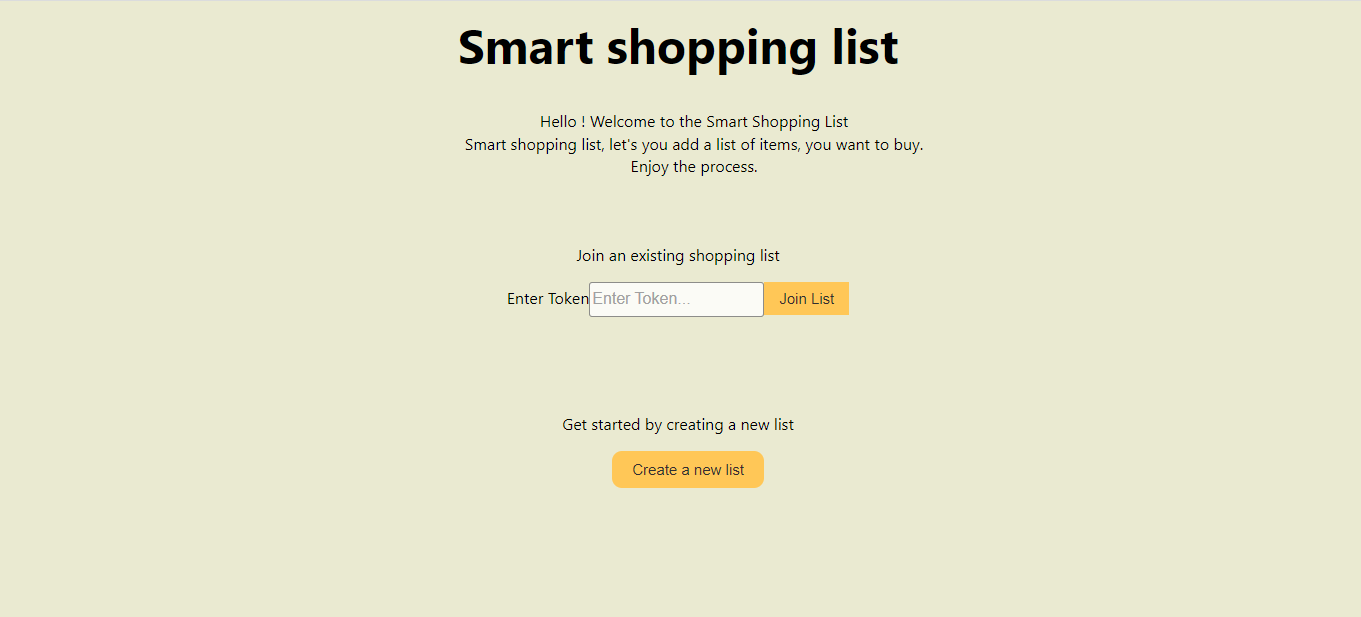 Smart shopping list
Hello ! Welcome to the Smart Shopping List
Smart shopping list, let's you add a list of items, you want to buy.
Enjoy the process.
Join an existing shopping list
Enter Token Enter Token... Join List
Get started by creating a new list
Create a new list